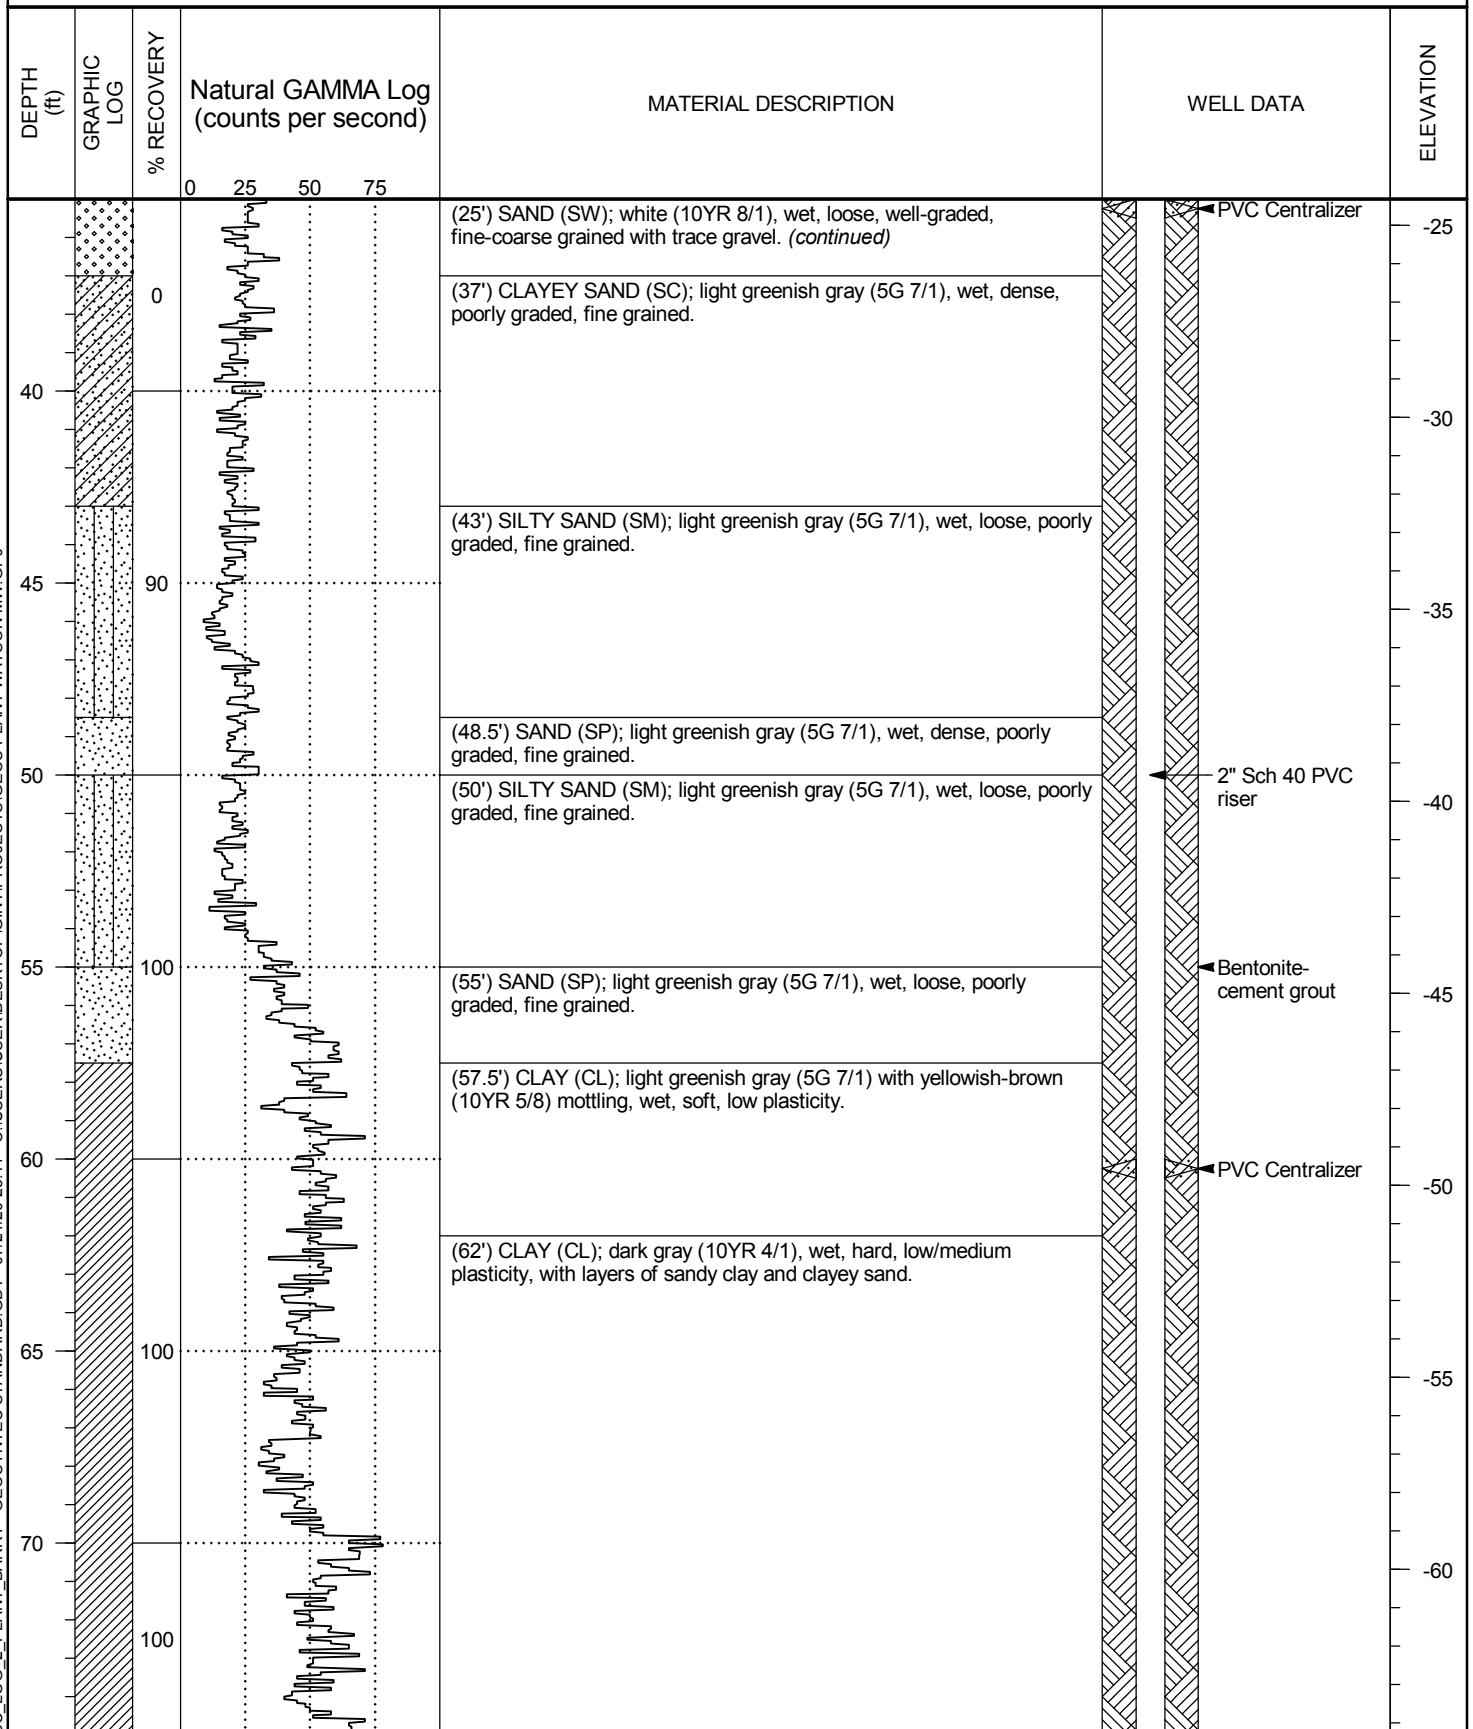 DEPTH
(ft)
GRAPHIC
LOG
% RECOVERY
Natural GAMMA Log
(counts per second)
0 25 50 75
MATERIAL DESCRIPTION
WELL DATA
ELEVATION
(25') SAND (SW); white (10YR 8/1), wet, loose, well-graded,
fine-coarse grained with trace gravel. (continued)
PVC Centralizer
-25
0
(37') CLAYEY SAND (SC); light greenish gray (5G 7/1), wet, dense,
poorly graded, fine grained.
40
-30
(43') SILTY SAND (SM); light greenish gray (5G 7/1), wet, loose, poorly
graded, fine grained.
45
90
-35
(48.5') SAND (SP); light greenish gray (5G 7/1), wet, dense, poorly
graded, fine grained.
50
(50') SILTY SAND (SM); light greenish gray (5G 7/1), wet, loose, poorly
graded, fine grained.
2" Sch 40 PVC
riser
-40
55
100
(55') SAND (SP); light greenish gray (5G 7/1), wet, loose, poorly
graded, fine grained.
Bentonite-
cement grout
-45
(57.5') CLAY (CL); light greenish gray (5G 7/1) with yellowish-brown
(10YR 5/8) mottling, wet, soft, low plasticity.
60
PVC Centralizer
-50
(62') CLAY (CL); dark gray (10YR 4/1), wet, hard, low/medium
plasticity, with layers of sandy clay and clayey sand.
65
100
-55
70
-60
100